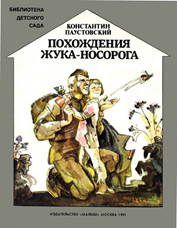 БИБЛИОТЕКА
ДЕТСКОГО
САДА
КОНСТАНТИН
ПАУСТОВСКИЙ
ПОХОЖДЕНИЯ
ЖУКА-НОСОРОГА
ИЗДАТЕЛЬСТВО «МАЛЫШ» МОСКВА 1991